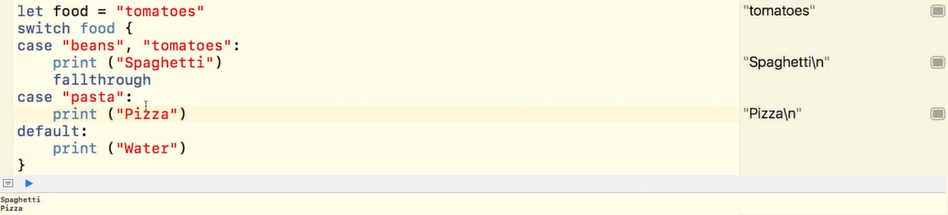 let food = "tomatoes"
"tomatoes"
switch food {
case "beans", "tomatoes":
print ("Spaghetti")
"Spaghetti\n"
fallthrough
case "pasta":
print ("Pizza")
"Pizza\n"
default:
print ("Water")
}
Spaghetti
Pizza